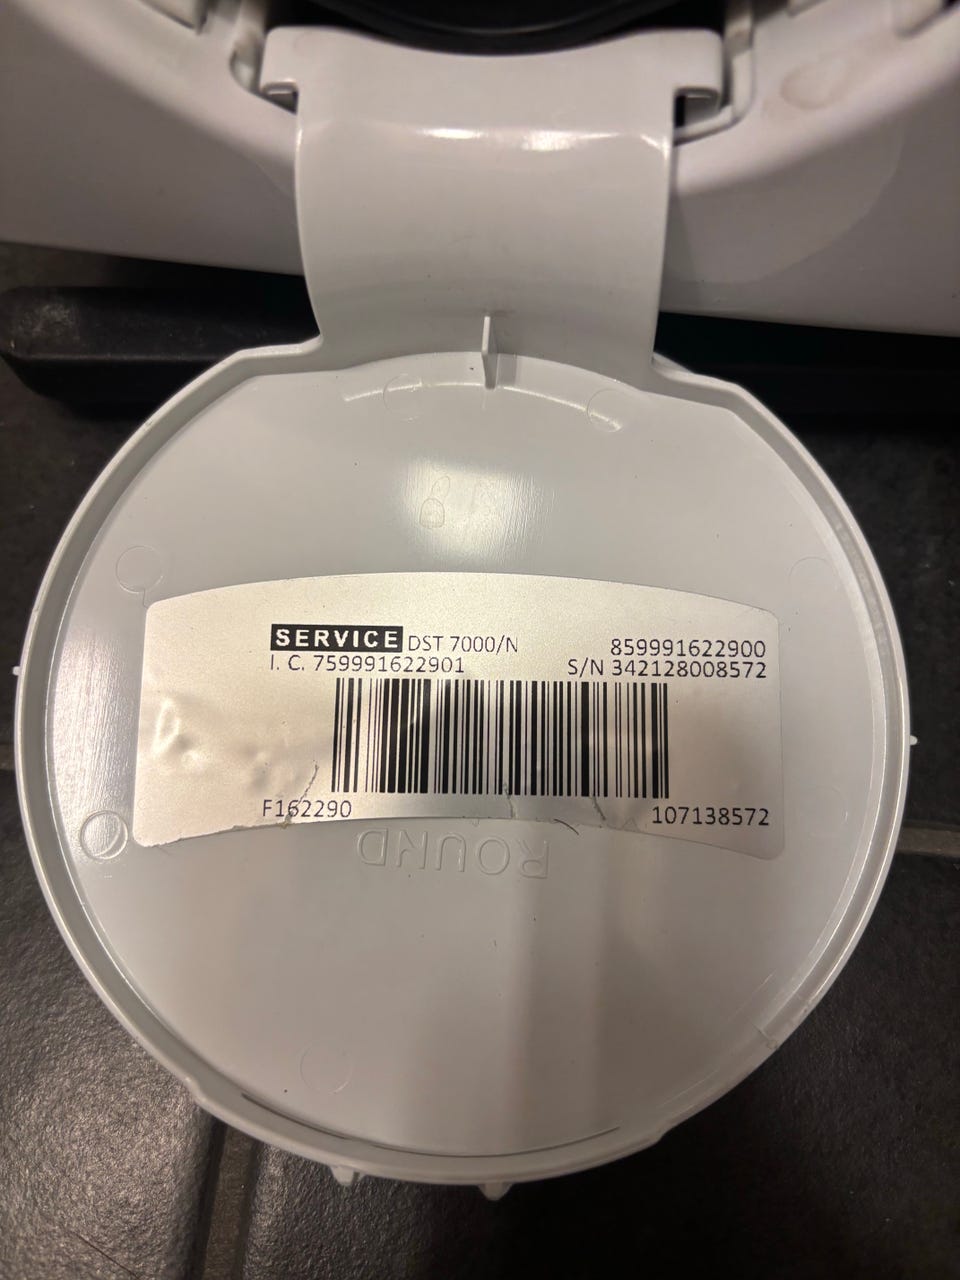 SERVICE DST 7000/N 859991622900
I. C. 759991622901 S/N 342128008572
F162290 107138572
ROUND